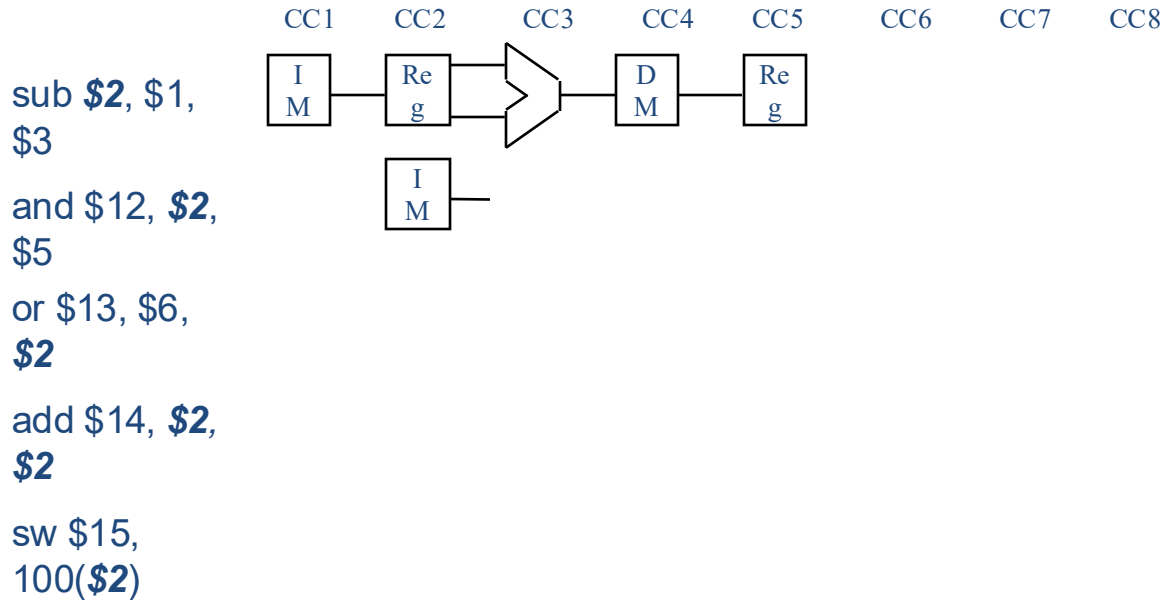 CC1 CC2 CC3 CC4 CC5 CC6 CC7 CC8
sub $2, $1,
$3
I
M
Re
g
D
M
Re
g
and $12, $2,
$5
I
M
or $13, $6,
$2
add $14, $2,
$2
sw $15,
100($2)